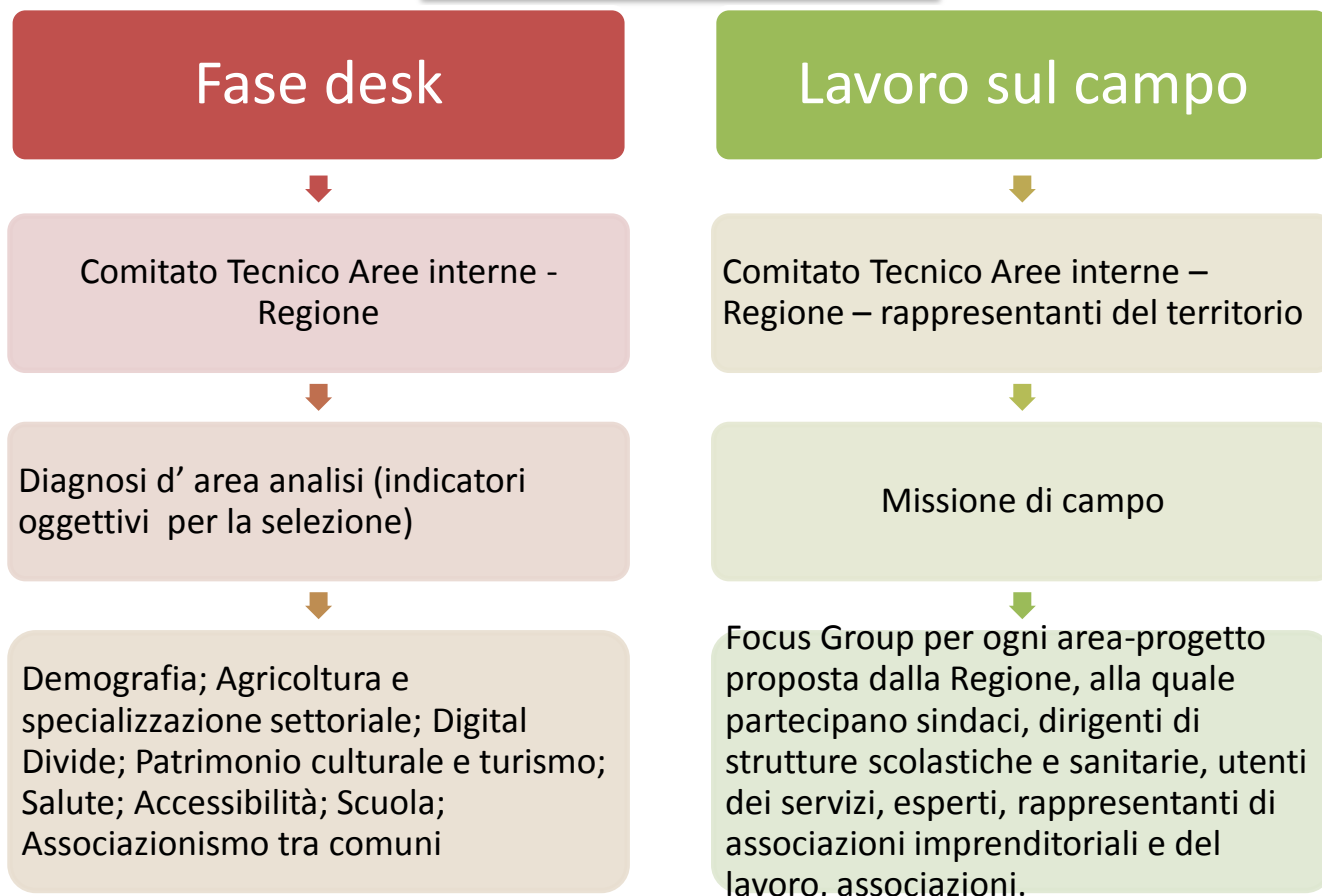 Fase desk
Comitato Tecnico Aree interne -
Regione
Diagnosi d’ area analisi (indicatori
oggettivi  per la selezione)
Demografia; Agricoltura e
specializzazione settoriale; Digital
Divide; Patrimonio culturale e turismo;
Salute; Accessibilità; Scuola;
Associazionismo tra comuni
Lavoro sul campo
Comitato Tecnico Aree interne –
Regione – rappresentanti del territorio
Missione di campo
Focus Group per ogni area-progetto
proposta dalla Regione, alla quale
partecipano sindaci, dirigenti di
strutture scolastiche e sanitarie, utenti
dei servizi, esperti, rappresentanti di
associazioni imprenditoriali e del
lavoro, associazioni.